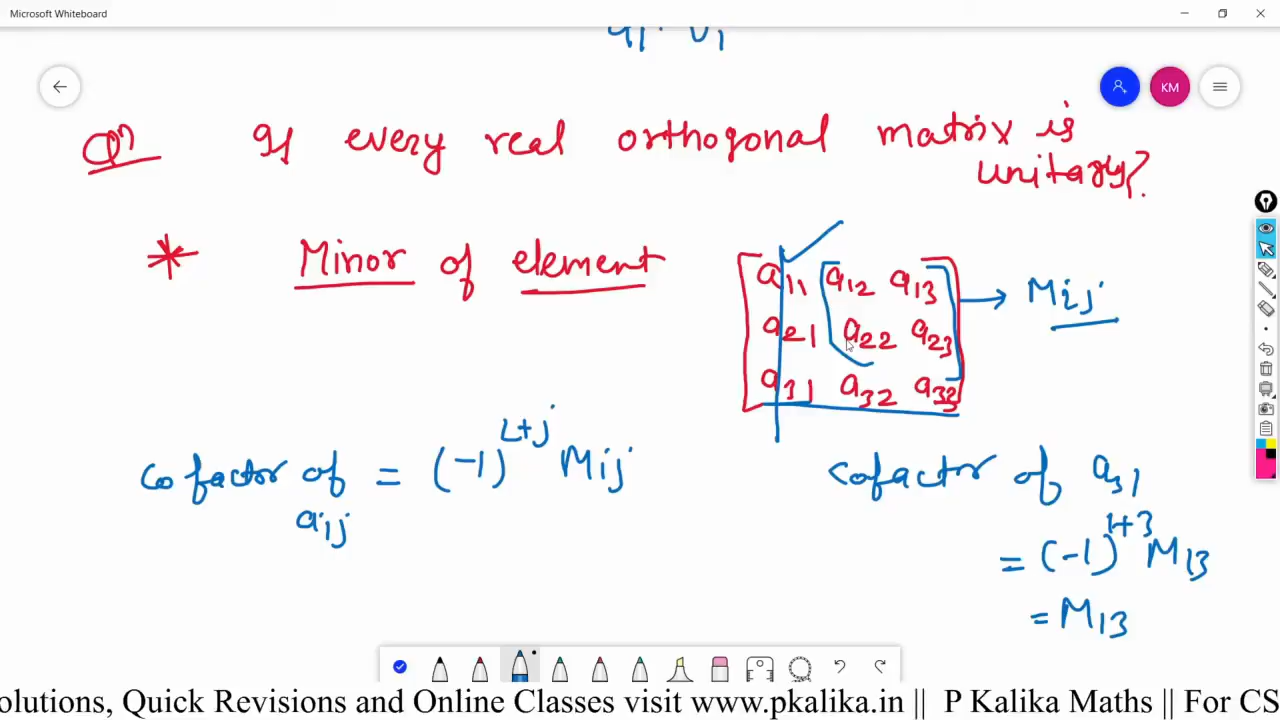 Microsoft Whiteboard
KM
Qn If every real orthogonal matrix is
unitary?
* Minor of element
a11 a12 a13
a21 a22 a23
a31 a32 a33
→ Mij
cofactor of aij = (-1)^i+j Mij
cofactor of a31
= (-1)^1+3 M13
= M13
olutions, Quick Revisions and Online Classes visit www.pkalika.in || P Kalika Maths || For CS